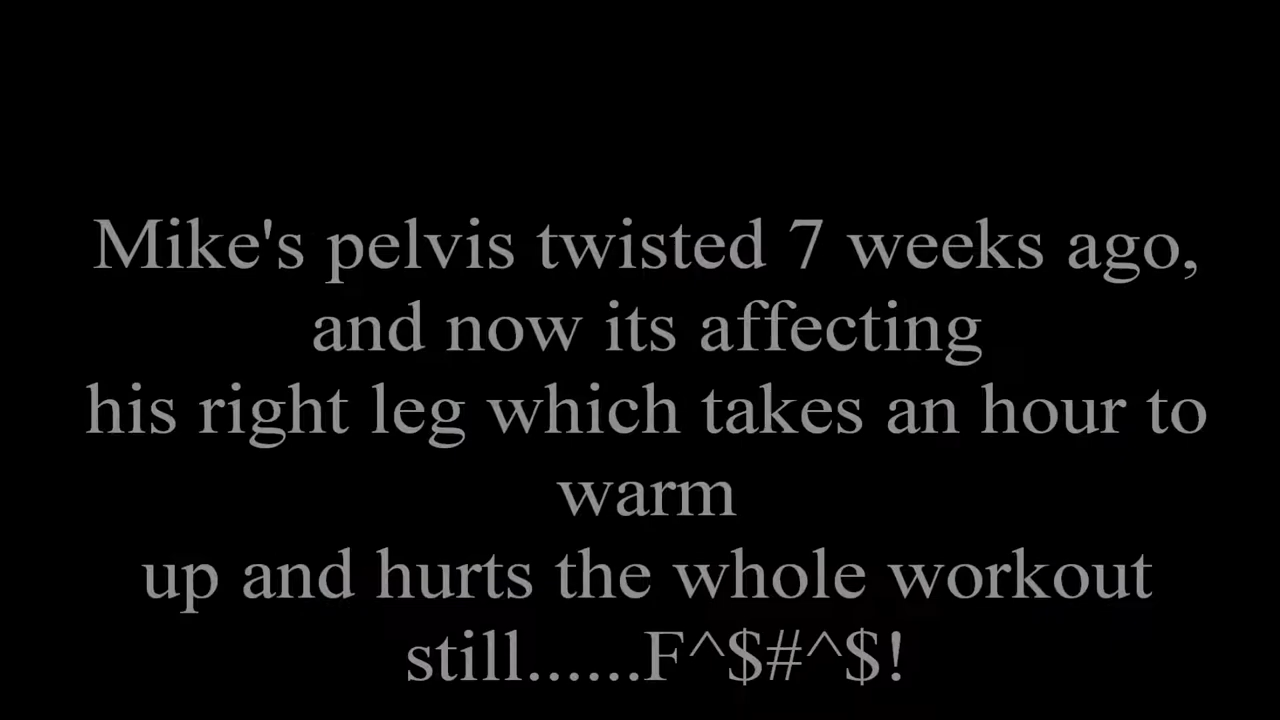 Mike's pelvis twisted 7 weeks ago,
and now its affecting
his right leg which takes an hour to
warm
up and hurts the whole workout
still......F^$#^$!